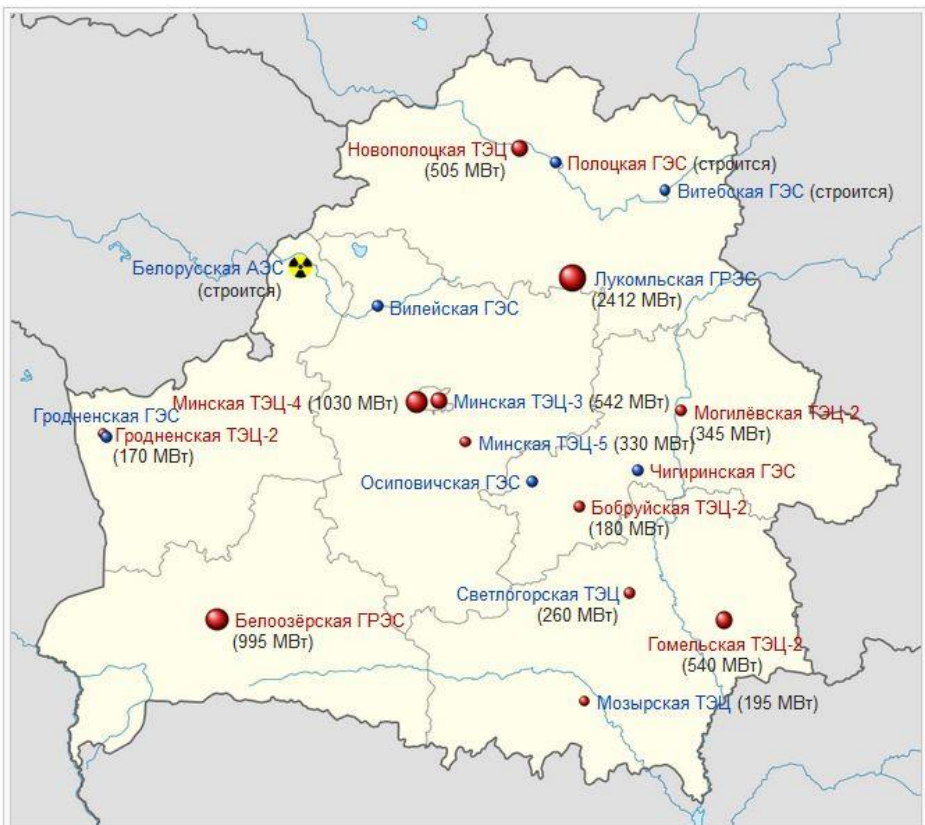 Новополоцкая ТЭЦ
(505 МВт)
Полоцкая ГЭС (строится)
Витебская ГЭС (строится)
Белорусская АЭС
(строится)
Лукомльская ГРЭС
(2412 МВт)
Вилейская ГЭС
Минская ТЭЦ-4 (1030 МВт)
Минская ТЭЦ-3 (542 МВт)
Гродненская ГЭС
Гродненская ТЭЦ-2
(170 МВт)
Могилёвская ТЭЦ-2
(345 МВт)
Минская ТЭЦ-5 (330 МВт)
Осиповичская ГЭС
Чигиринская ГЭС
Бобруйская ТЭЦ-2
(180 МВт)
Светлогорская ТЭЦ
(260 МВт)
Белоозёрская ГРЭС
(995 МВт)
Гомельская ТЭЦ-2
(540 МВт)
Мозырская ТЭЦ (195 МВт)